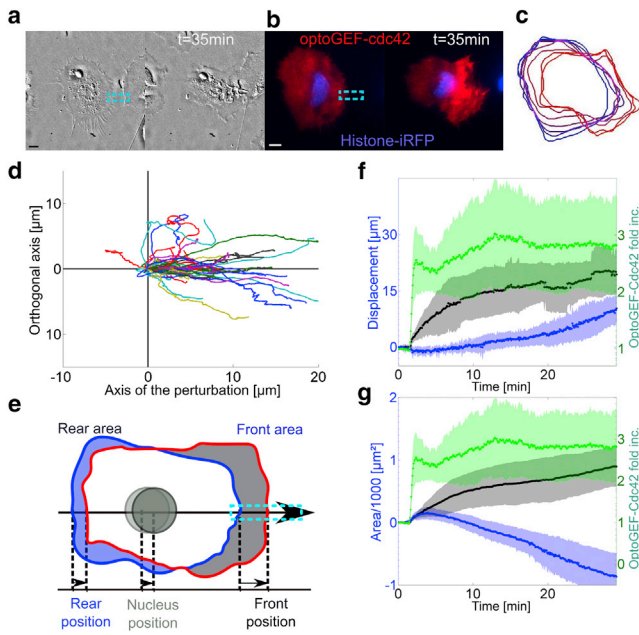 a
t=35min
b
optoGEF-cdc42
t=35min
Histone-iRFP
c
d
Orthogonal axis [µm]
10
0
10
-10
0
10
20
Axis of the perturbation [µm]
e
Rear area
Front area
Rear position
Nucleus position
Front position
f
Displacement [µm]
30
15
0
0
10
20
Time [min]
3
2
1
OptoGEF-Cdc42 fold inc.
g
Area/1000 [µm²]
2
1
0
-1
0
10
20
Time [min]
3
2
1
0
OptoGEF-Cdc42 fold inc.